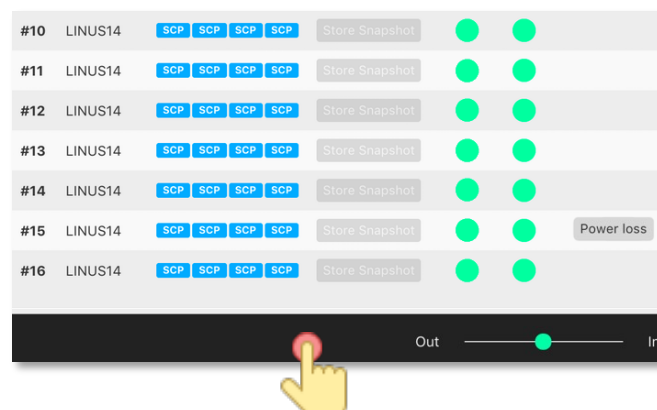 #10 LINUS14 SCP SCP SCP SCP Store Snapshot
#11 LINUS14 SCP SCP SCP SCP Store Snapshot
#12 LINUS14 SCP SCP SCP SCP Store Snapshot
#13 LINUS14 SCP SCP SCP SCP Store Snapshot
#14 LINUS14 SCP SCP SCP SCP Store Snapshot
#15 LINUS14 SCP SCP SCP SCP Store Snapshot Power loss
#16 LINUS14 SCP SCP SCP SCP Store Snapshot
Out In